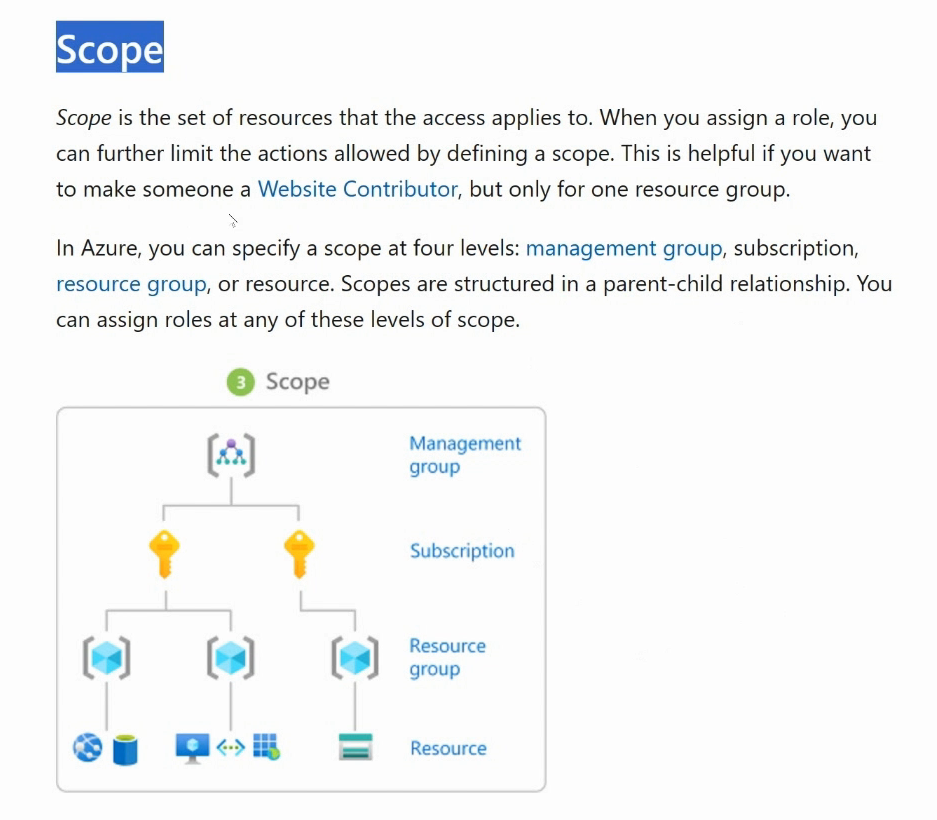 Scope
Scope is the set of resources that the access applies to. When you assign a role, you
can further limit the actions allowed by defining a scope. This is helpful if you want
to make someone a Website Contributor, but only for one resource group.
In Azure, you can specify a scope at four levels: management group, subscription,
resource group, or resource. Scopes are structured in a parent-child relationship. You
can assign roles at any of these levels of scope.
3 Scope
Management
group
Subscription
Resource
group
Resource